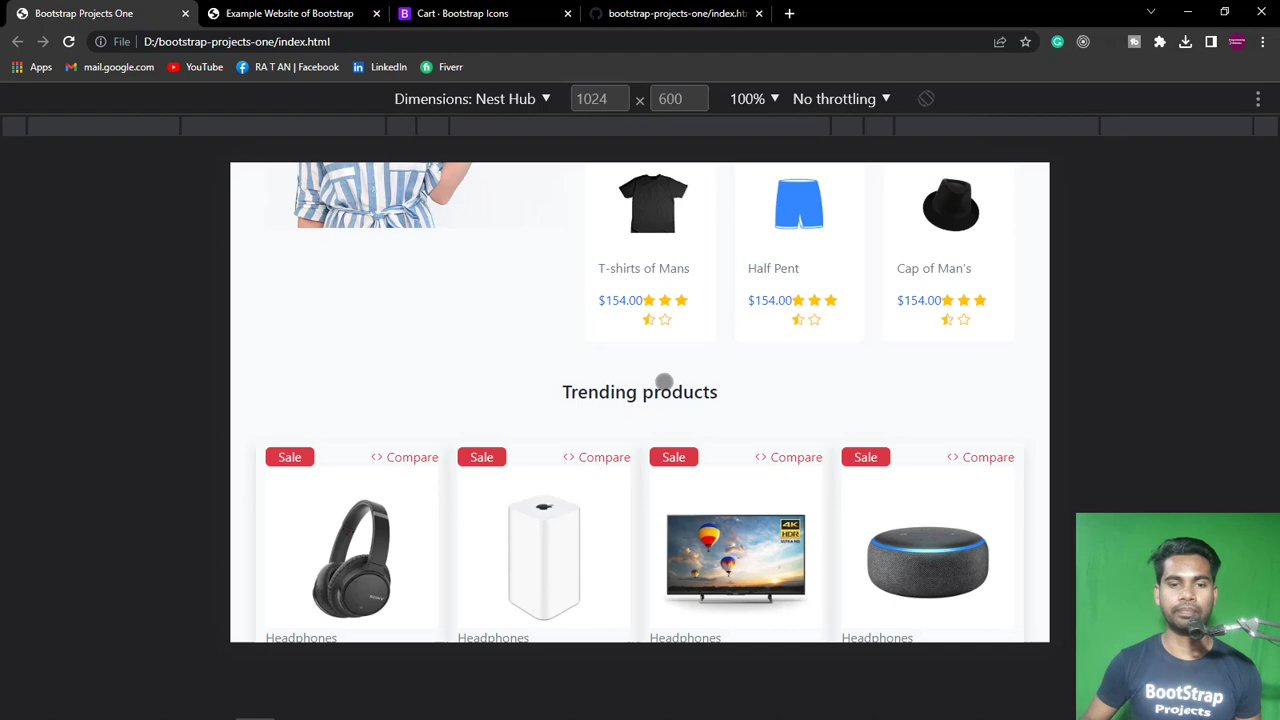 Bootstrap Projects One
Example Website of Bootstrap
Cart · Bootstrap Icons
bootstrap-projects-one/index.htm
File D:/bootstrap-projects-one/index.html
Apps mail.google.com YouTube RA T AN | Facebook LinkedIn Fiverr
Dimensions: Nest Hub 1024 × 600 100% No throttling
T-shirts of Mans Half Pent Cap of Man's
$154.00 $154.00 $154.00
Trending products
Sale Compare Sale Compare Sale Compare Sale Compare
4K
HDR
SONY
Headphones Headphones Headphones Headphones
BootStrap
Projects